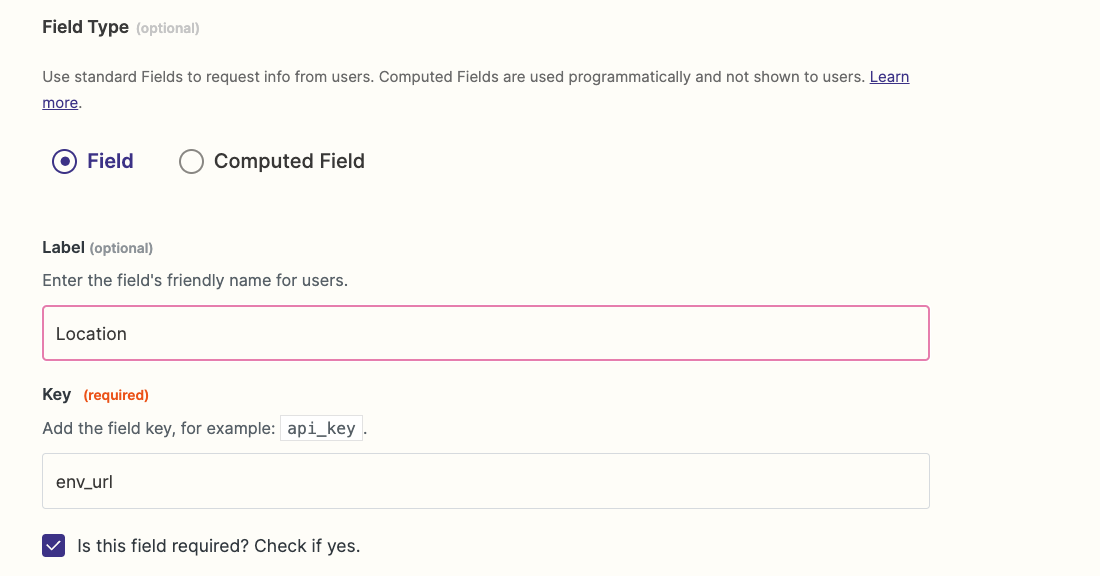 Field Type (optional)
Use standard Fields to request info from users. Computed Fields are used programmatically and not shown to users. Learn
more.
Field Computed Field
Label (optional)
Enter the field's friendly name for users.
Location
Key (required)
Add the field key, for example: api_key.
env_url
Is this field required? Check if yes.